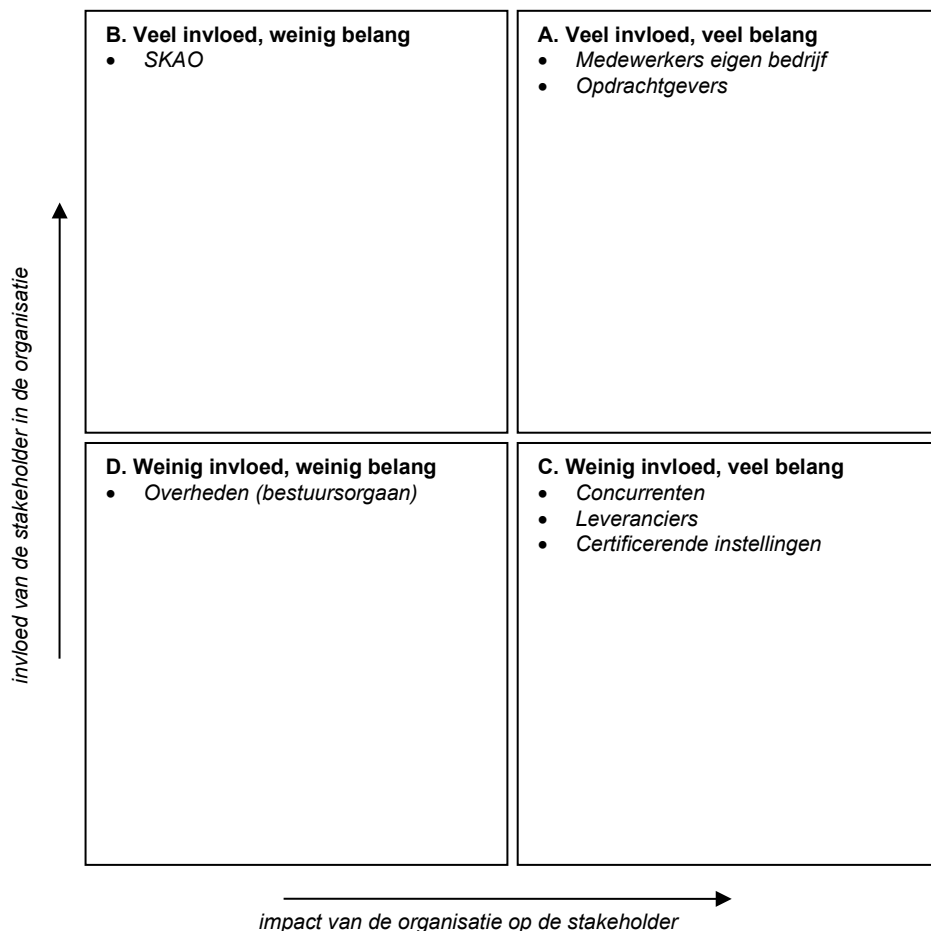 B. Veel invloed, weinig belang
• SKAO
A. Veel invloed, veel belang
• Medewerkers eigen bedrijf
• Opdrachtgevers
invloed van de stakeholder in de organisatie
D. Weinig invloed, weinig belang
• Overheden (bestuursorgaan)
C. Weinig invloed, veel belang
• Concurrenten
• Leveranciers
• Certificerende instellingen
impact van de organisatie op de stakeholder